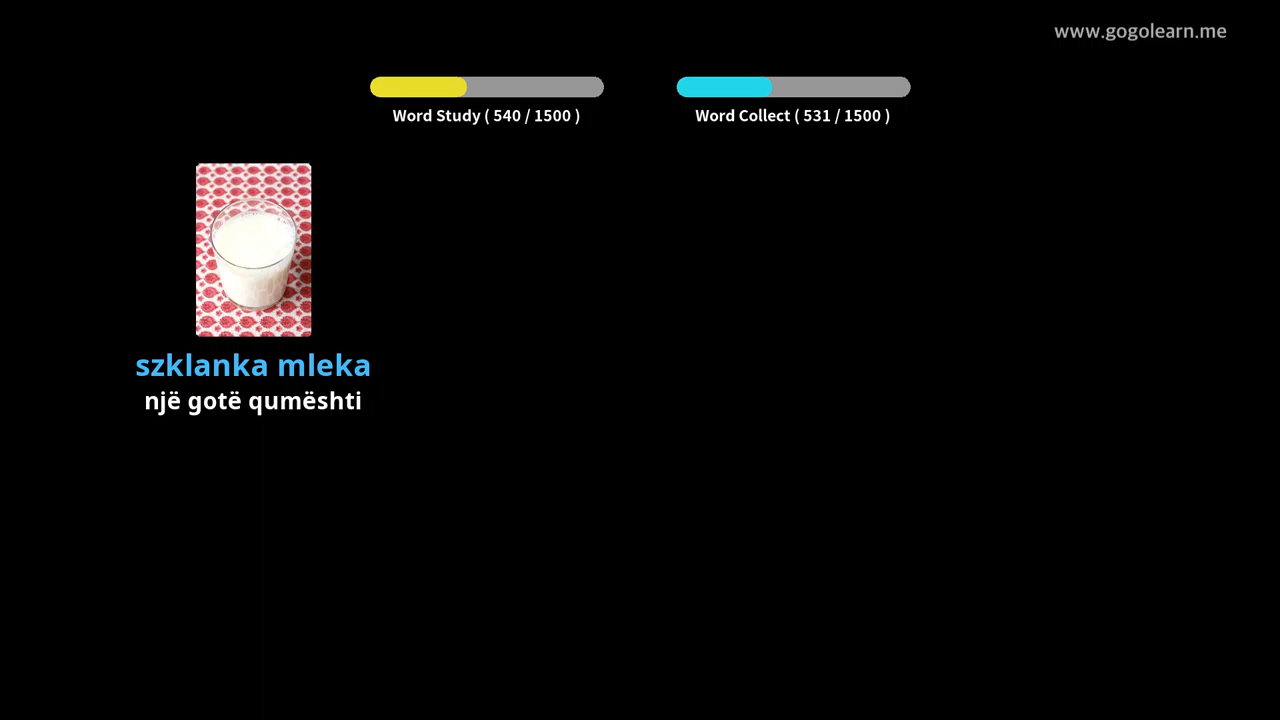 www.gogolearn.me
Word Study ( 540 / 1500 )
Word Collect ( 531 / 1500 )
szklanka mleka
një gotë qumështi